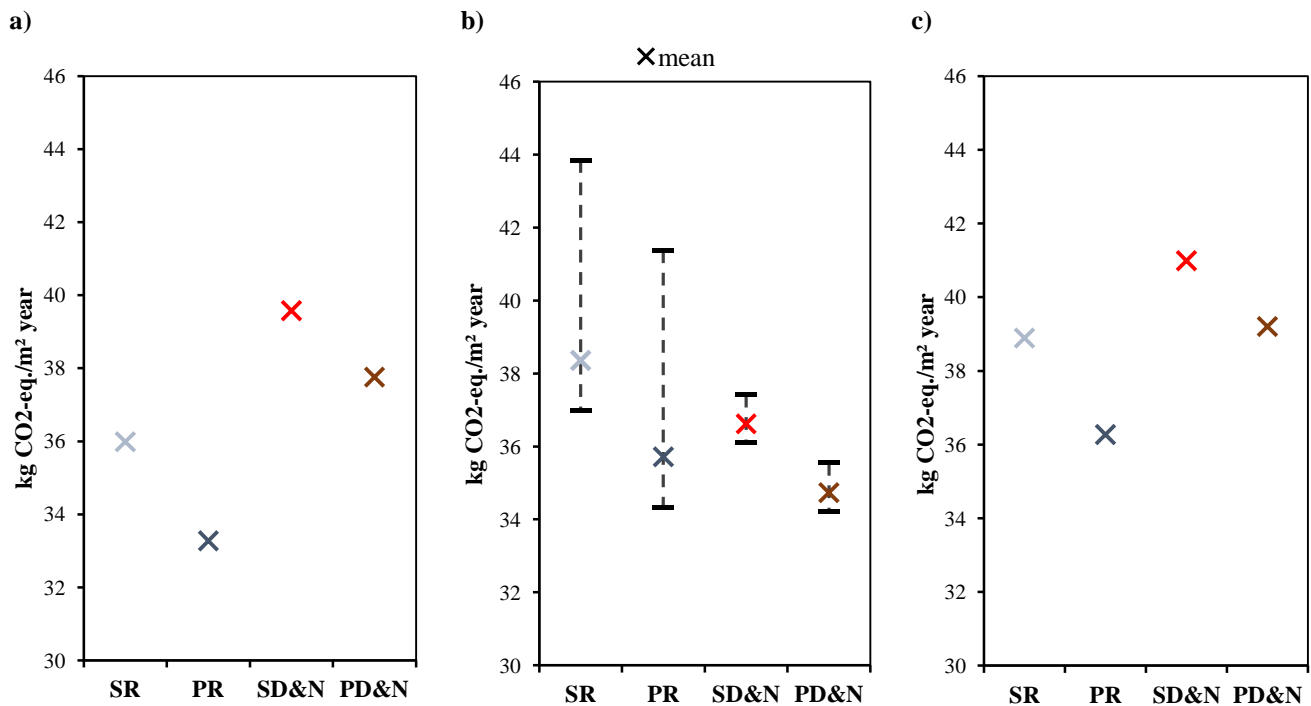 a)
kg CO2-eq./m² year
46
44
42
40
38
36
34
32
30
SR PR SD&N PD&N
b)
mean
kg CO2-eq./m² year
46
44
42
40
38
36
34
32
30
SR PR SD&N PD&N
c)
kg CO2-eq./m² year
46
44
42
40
38
36
34
32
30
SR PR SD&N PD&N